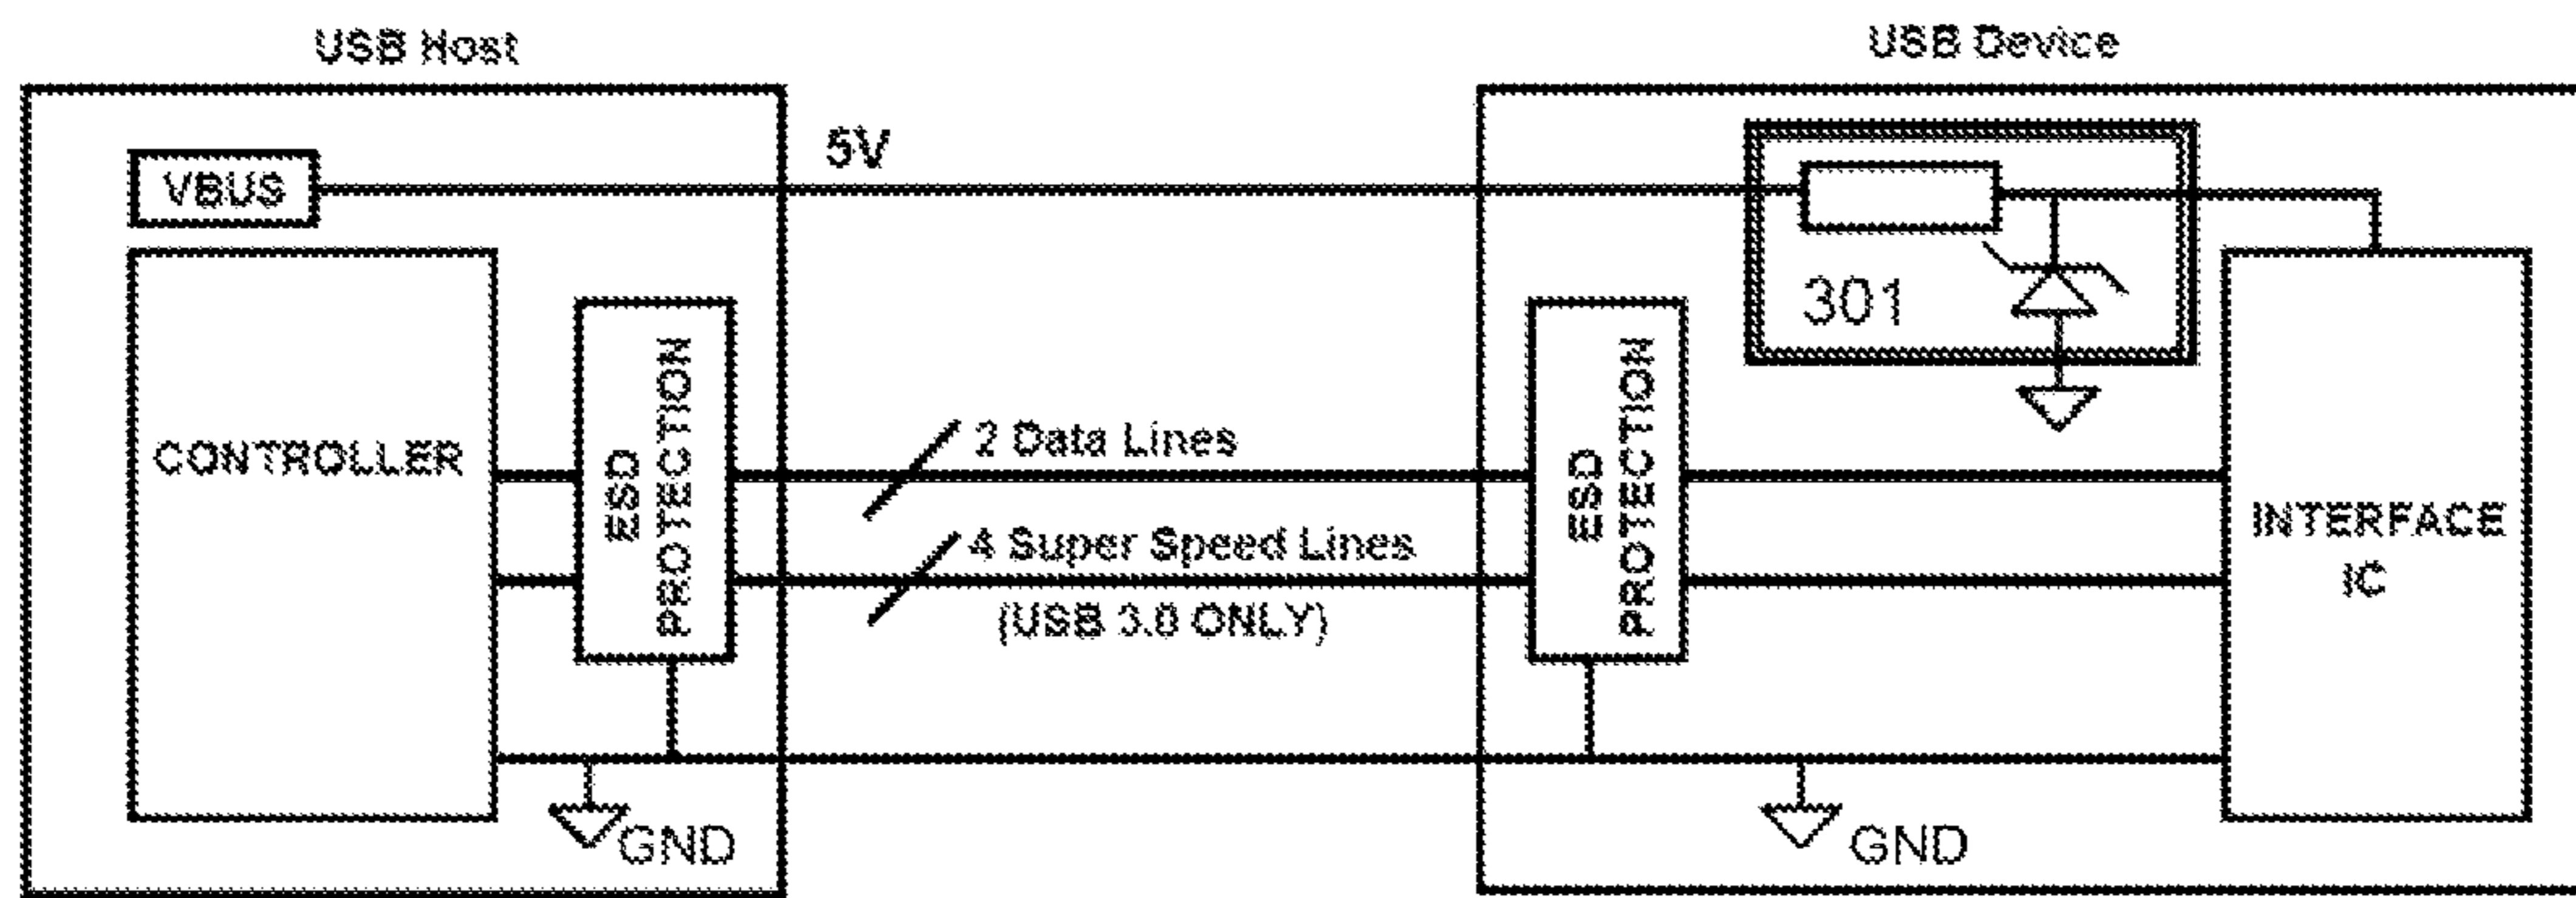 USB Host
USB Device
5V
VBUS
301
CONTROLLER
ESD
PROTECTION
2 Data Lines
4 Super Speed Lines
(USB 3.0 ONLY)
ESD
PROTECTION
INTERFACE
IC
GND
GND